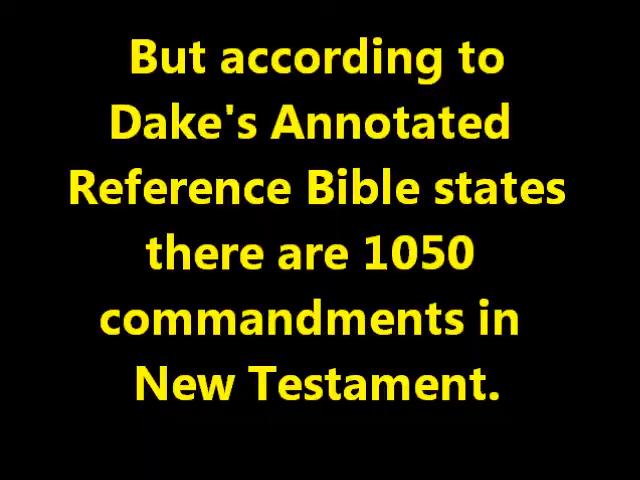 But according to
Dake's Annotated
Reference Bible states
there are 1050
commandments in
New Testament.